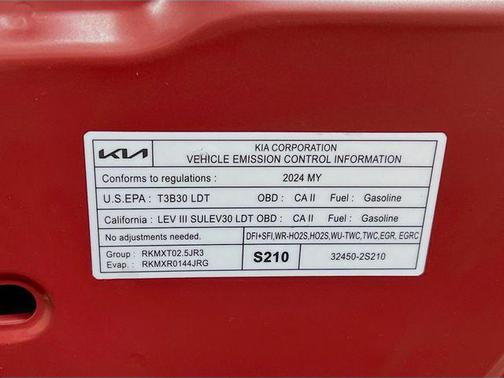 KIA
KIA CORPORATION
VEHICLE EMISSION CONTROL INFORMATION
Conforms to regulations : 2024 MY
U.S.EPA : T3B30 LDT OBD : CA II Fuel : Gasoline
California : LEV III SULEV30 LDT OBD : CA II Fuel : Gasoline
No adjustments needed.
DFI+SFI,WR-HO2S,HO2S,WU-TWC,TWC,EGR, EGRC
Group : RKMXT02.5JR3
Evap. : RKMXR0144JRG
S210
32450-2S210